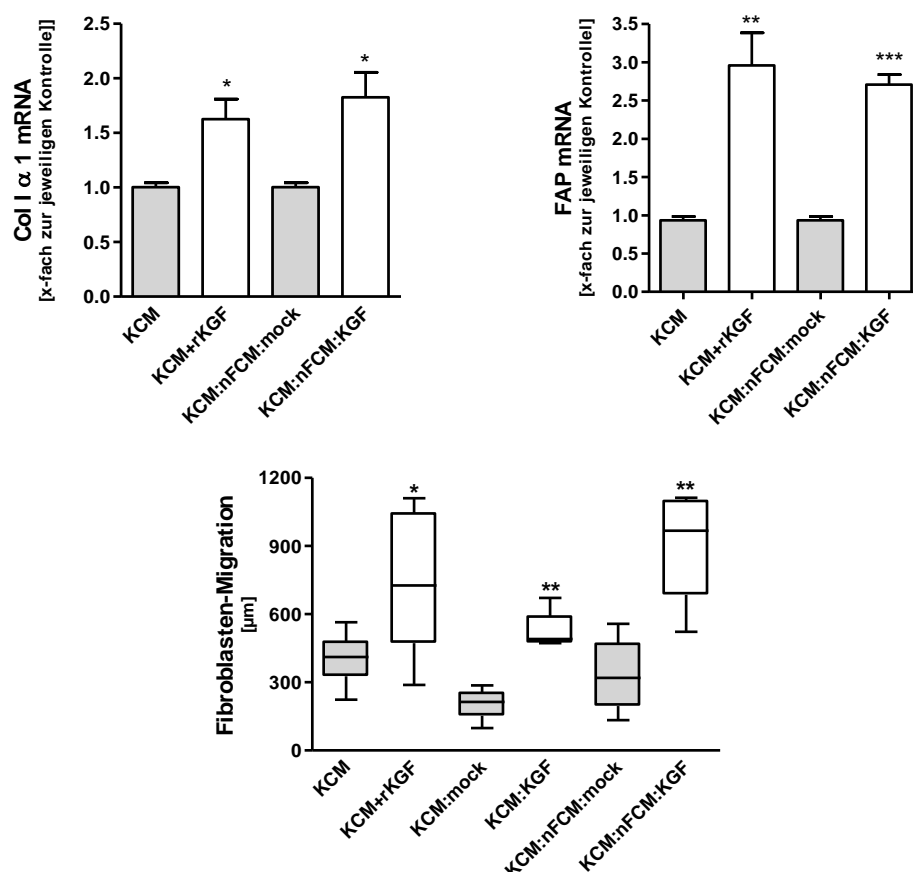 Col I α 1 mRNA
[x-fach zur jeweiligen Kontrolle]]
2.5
2.0
1.5
1.0
0.5
0.0
*
*
KCM
KCM+rKGF
KCM:nFCM:mock
KCM:nFCM:KGF
FAP mRNA
[x-fach zur jeweiligen Kontrolle]
3.5
3.0
2.5
2.0
1.5
1.0
0.5
0.0
**
***
KCM
KCM+rKGF
KCM:nFCM:mock
KCM:nFCM:KGF
Fibroblasten-Migration
[µm]
1200
900
600
300
0
*
**
**
KCM
KCM+rKGF
KCM:mock
KCM:KGF
KCM:nFCM:mock
KCM:nFCM:KGF